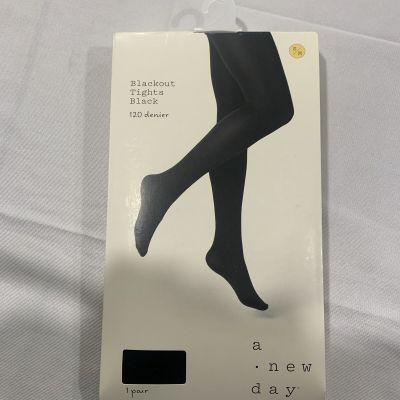 Blackout
Tights
Black
120 denier
S/M
1 pair
a
· new
day